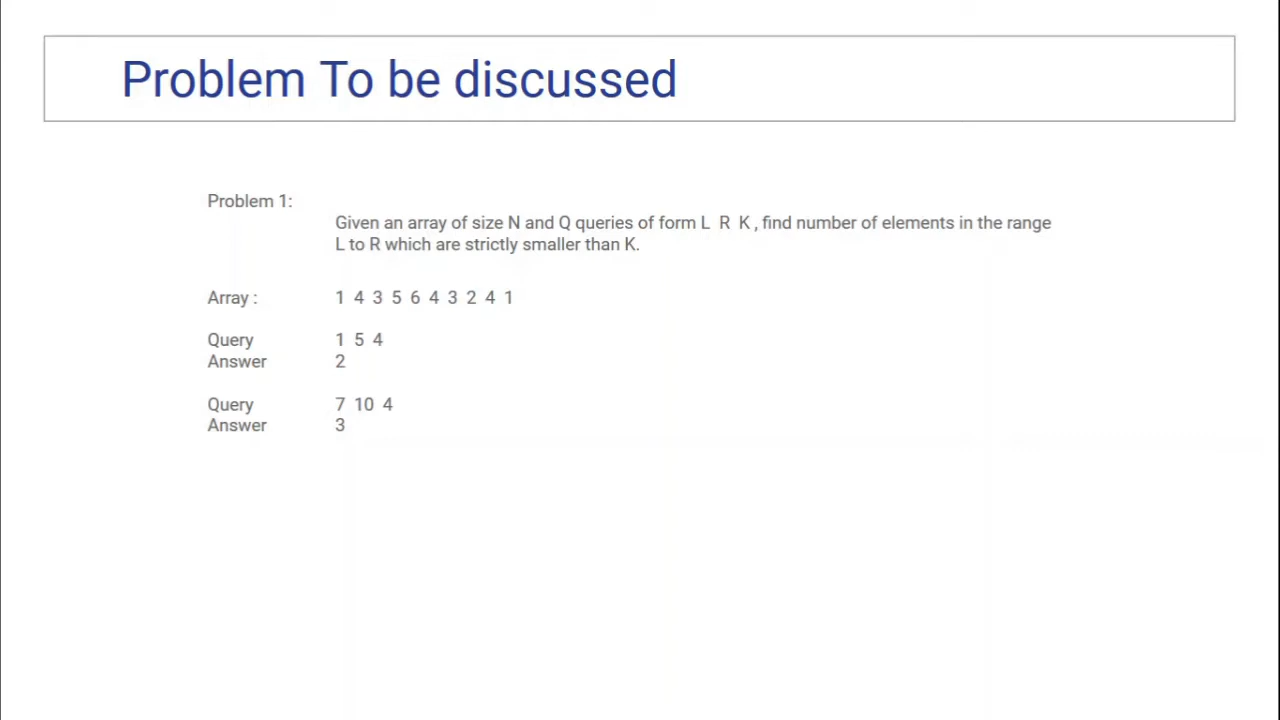 Problem To be discussed
Problem 1:
Given an array of size N and Q queries of form L R K , find number of elements in the range
L to R which are strictly smaller than K.
Array : 1 4 3 5 6 4 3 2 4 1
Query 1 5 4
Answer 2
Query 7 10 4
Answer 3